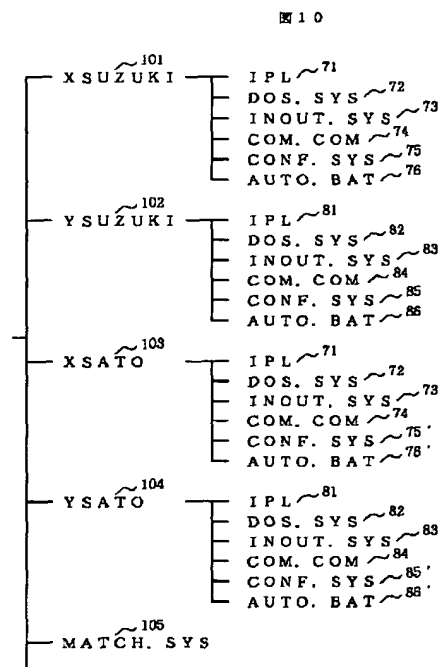 図10
101
XSUZUKI IPL 71
DOS. SYS 72
INOUT. SYS 73
COM. COM 74
CONF. SYS 75
AUTO. BAT 76
102
YSUZUKI IPL 81
DOS. SYS 82
INOUT. SYS 83
COM. COM 84
CONF. SYS 85
AUTO. BAT 86
103
XSATO IPL 71
DOS. SYS 72
INOUT. SYS 73
COM. COM 74
CONF. SYS 75'
AUTO. BAT 76'
104
YSATO IPL 81
DOS. SYS 82
INOUT. SYS 83
COM. COM 84
CONF. SYS 85'
AUTO. BAT 86'
105
MATCH. SYS